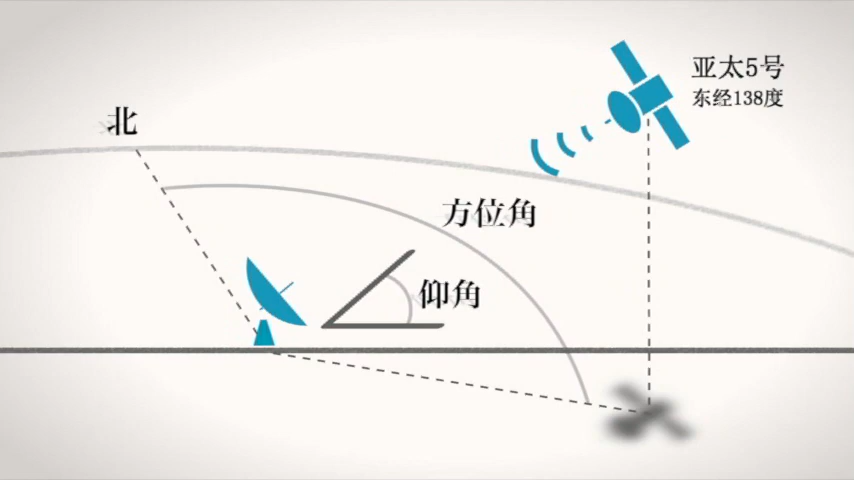 亚太5号
东经138度
北
方位角
仰角